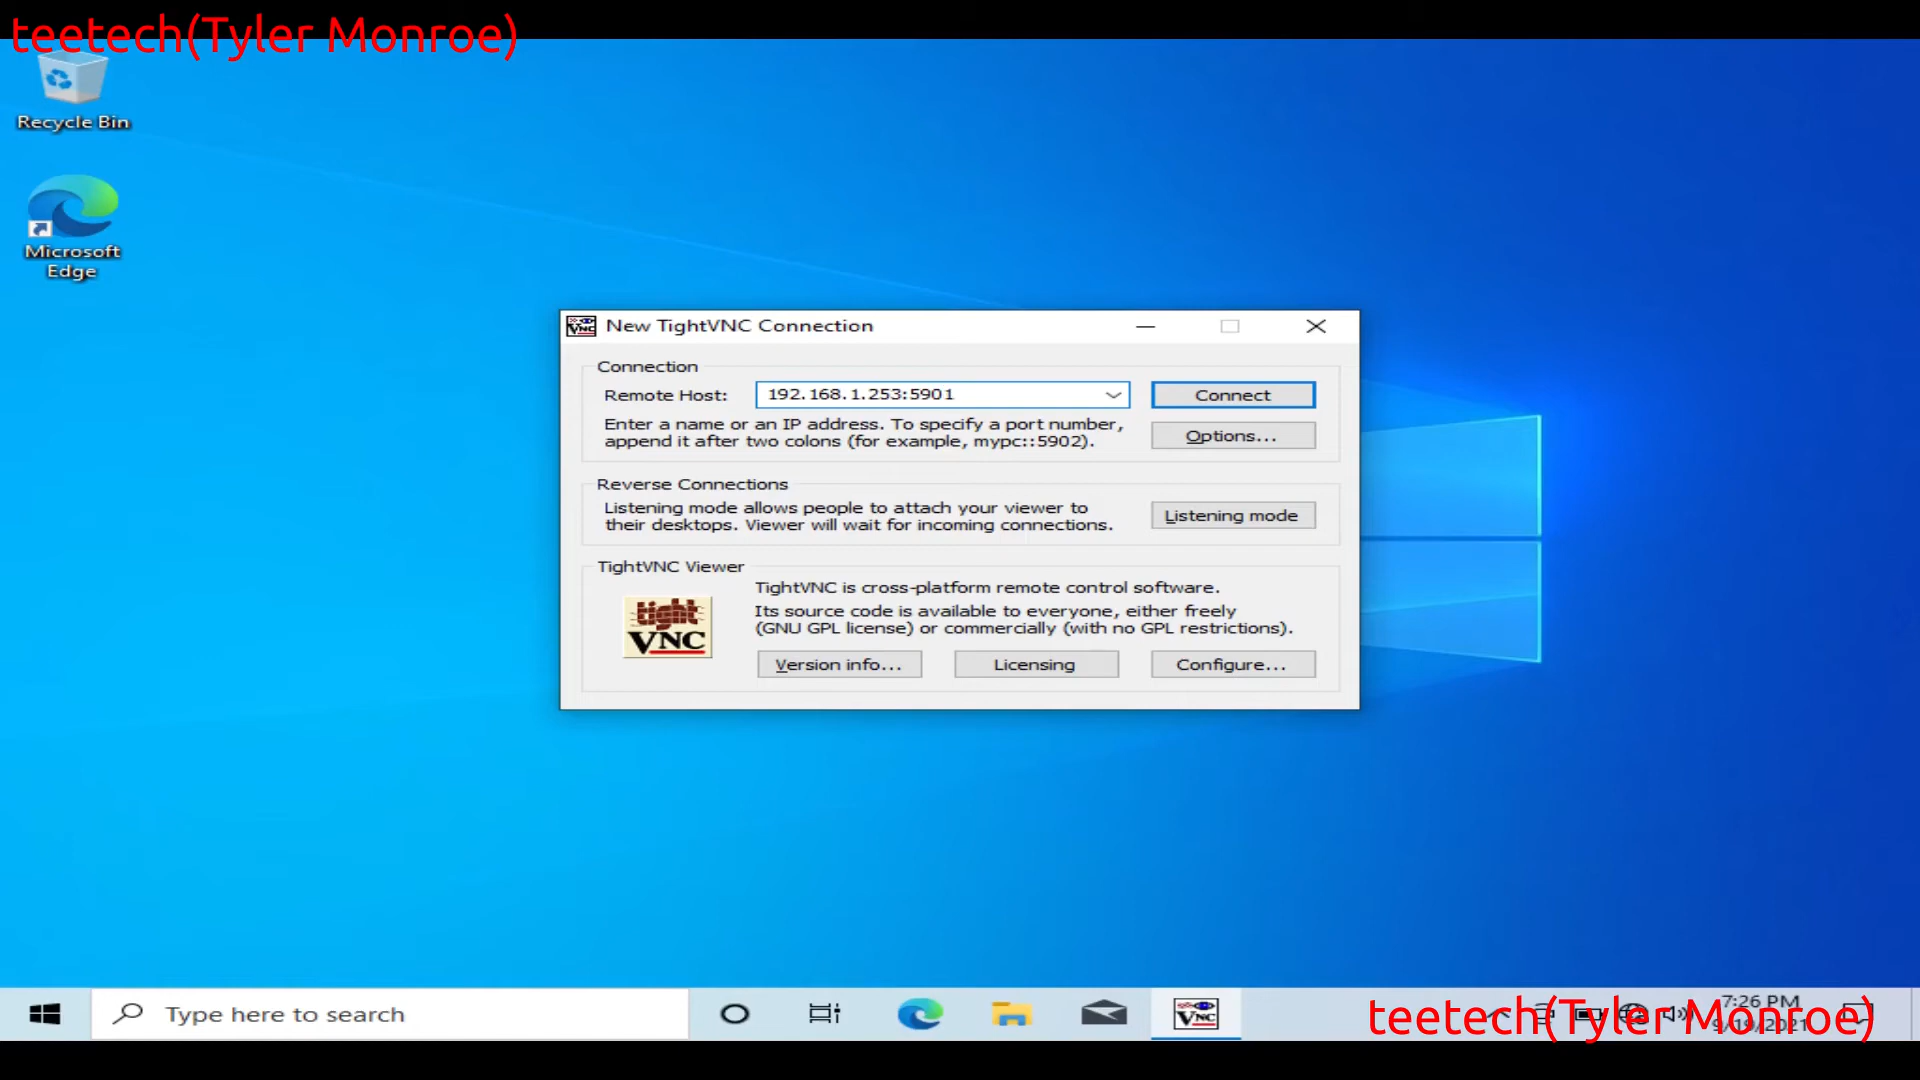 teetech(Tyler Monroe)
Recycle Bin
Microsoft
Edge
New TightVNC Connection
Connection
Remote Host:
192.168.1.253:5901
Connect
Enter a name or an IP address. To specify a port number,
append it after two colons (for example, mypc::5902).
Options...
Reverse Connections
Listening mode allows people to attach your viewer to
their desktops. Viewer will wait for incoming connections.
Listening mode
TightVNC Viewer
tight
VNC
TightVNC is cross-platform remote control software.
Its source code is available to everyone, either freely
(GNU GPL license) or commercially (with no GPL restrictions).
Version info...
Licensing
Configure...
Type here to search
VNC
7:26 PM
9/19/2021
teetech(Tyler Monroe)